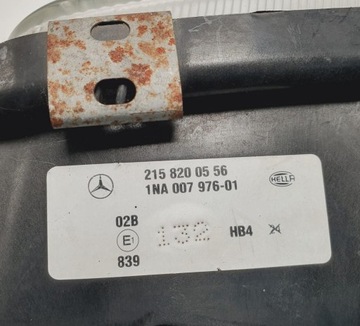 215 820 05 56
1NA 007 976-01
HELLA
02B
E1
132
HB4
839